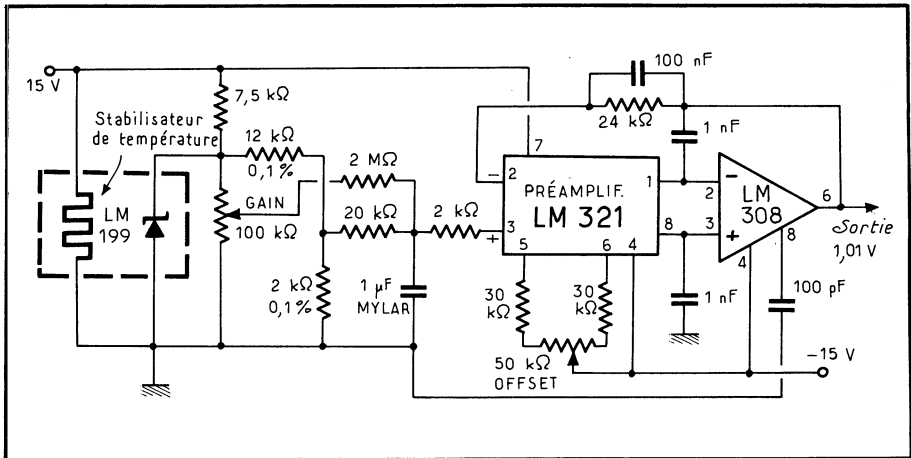 15 V
Stabilisateur
de température
LM
199
7,5 kΩ
12 kΩ
0,1%
GAIN
100 kΩ
2 MΩ
20 kΩ
2 kΩ
0,1%
1 µF
MYLAR
2 kΩ
100 nF
24 kΩ
1 nF
7
2
−
3
+
PRÉAMPLIF.
LM 321
1
8
5
6
4
30
kΩ
30
kΩ
50 kΩ
OFFSET
1 nF
2
−
3
+
LM
308
6
8
4
Sortie
1,01 V
100 pF
−15 V